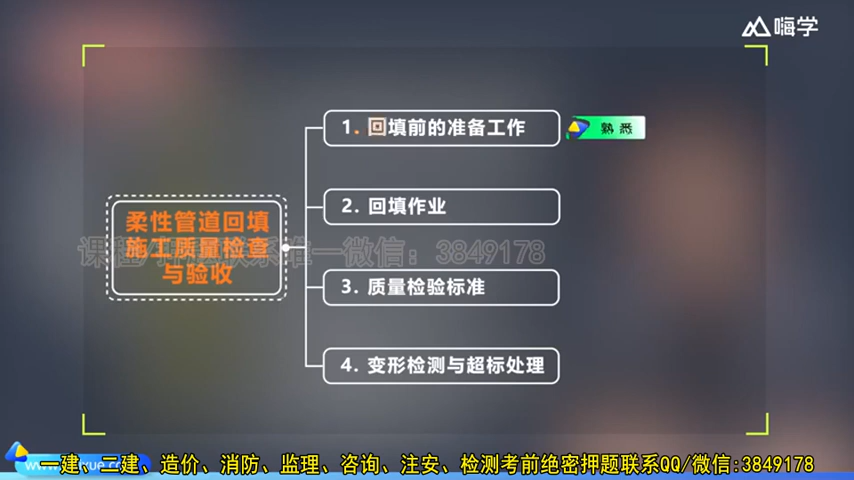 嗨学
1. 回填前的准备工作
熟悉
2. 回填作业
柔性管道回填
施工质量检查
与验收
唯一微信：3849178
3. 质量检验标准
4. 变形检测与超标处理
一建、二建、造价、消防、监理、咨询、注安、检测考前绝密押题联系QQ/微信:3849178